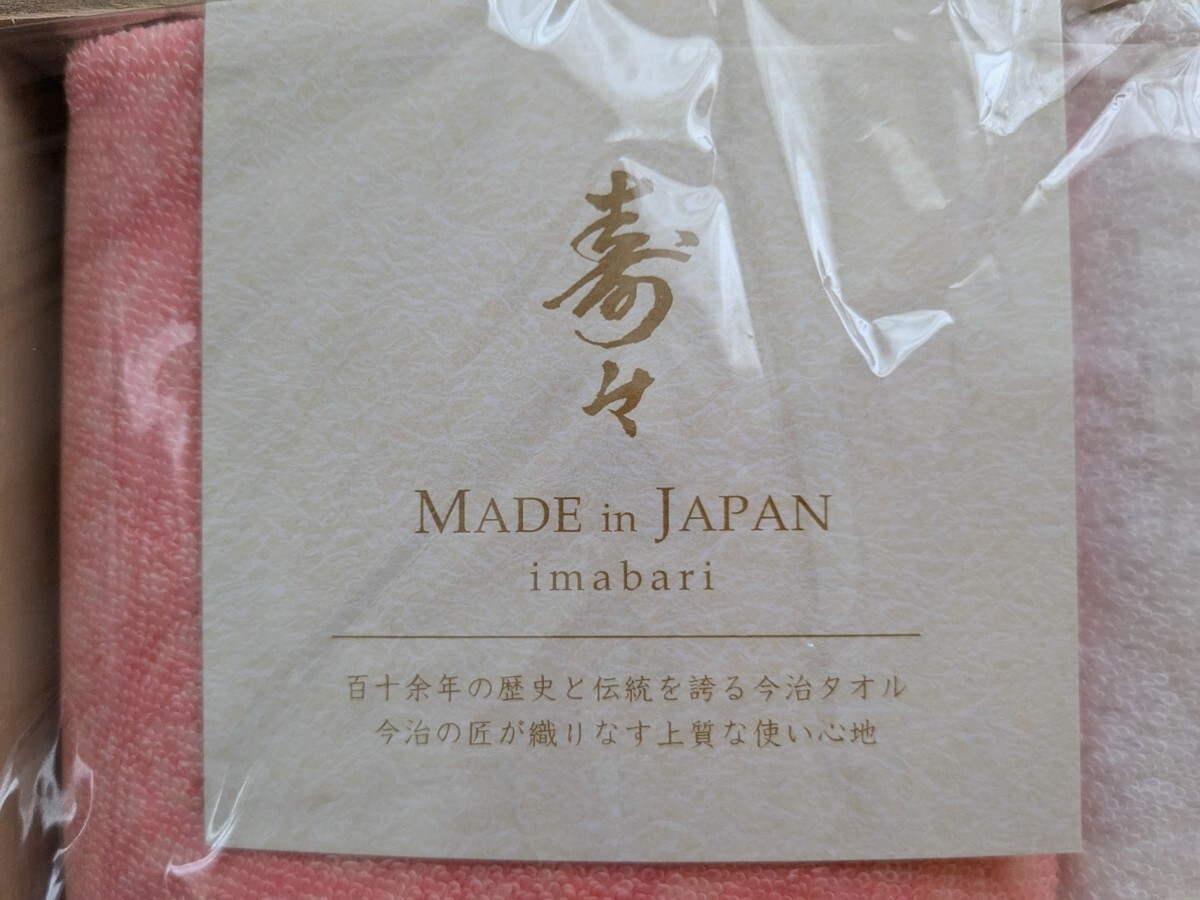 寿々
MADE in JAPAN
imabari
百十余年の歴史と伝統を誇る今治タオル
今治の匠が織りなす上質な使い心地